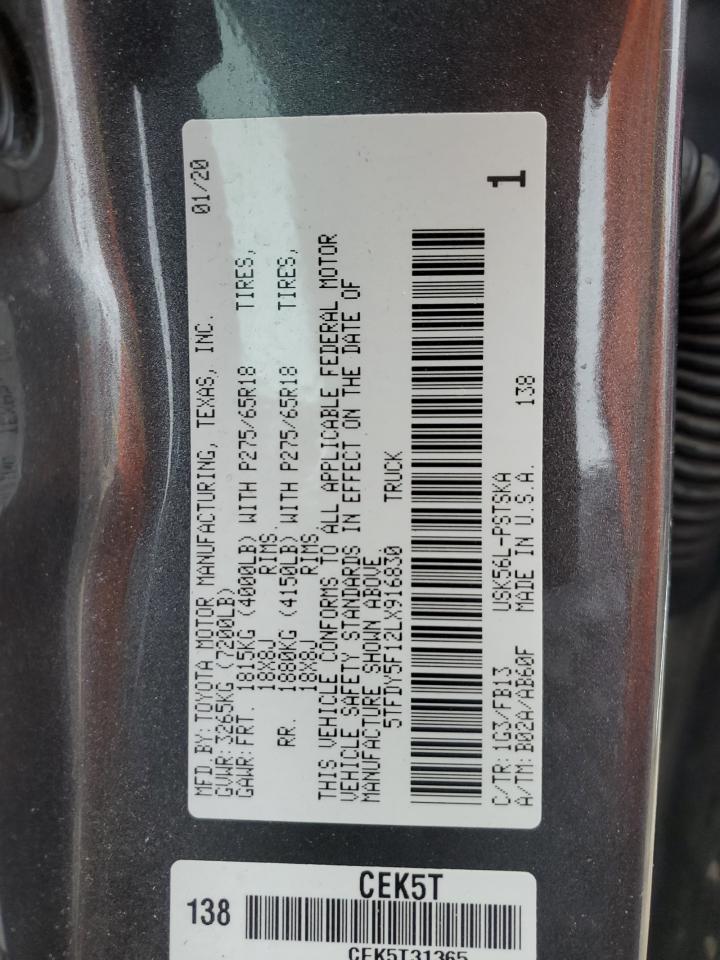 MFD BY: TOYOTA MOTOR MANUFACTURING, TEXAS, INC. 01/20
GVWR: 3265KG (7200LB)
GAWR: FRT. 1815KG (4000LB) WITH P275/65R18 TIRES,
18X8J RIMS.
RR. 1880KG (4150LB) WITH P275/65R18 TIRES,
18X8J RIMS
THIS VEHICLE CONFORMS TO ALL APPLICABLE FEDERAL MOTOR
VEHICLE SAFETY STANDARDS IN EFFECT ON THE DATE OF
MANUFACTURE SHOWN ABOVE.
5TFDY5F12LX916830 TRUCK
C/TR: 1G3/FB13 USK56L-PSTSKA 138 1
A/TM: B02A/AB60F MADE IN U.S.A.
CEK5T
138
CEK5T31365